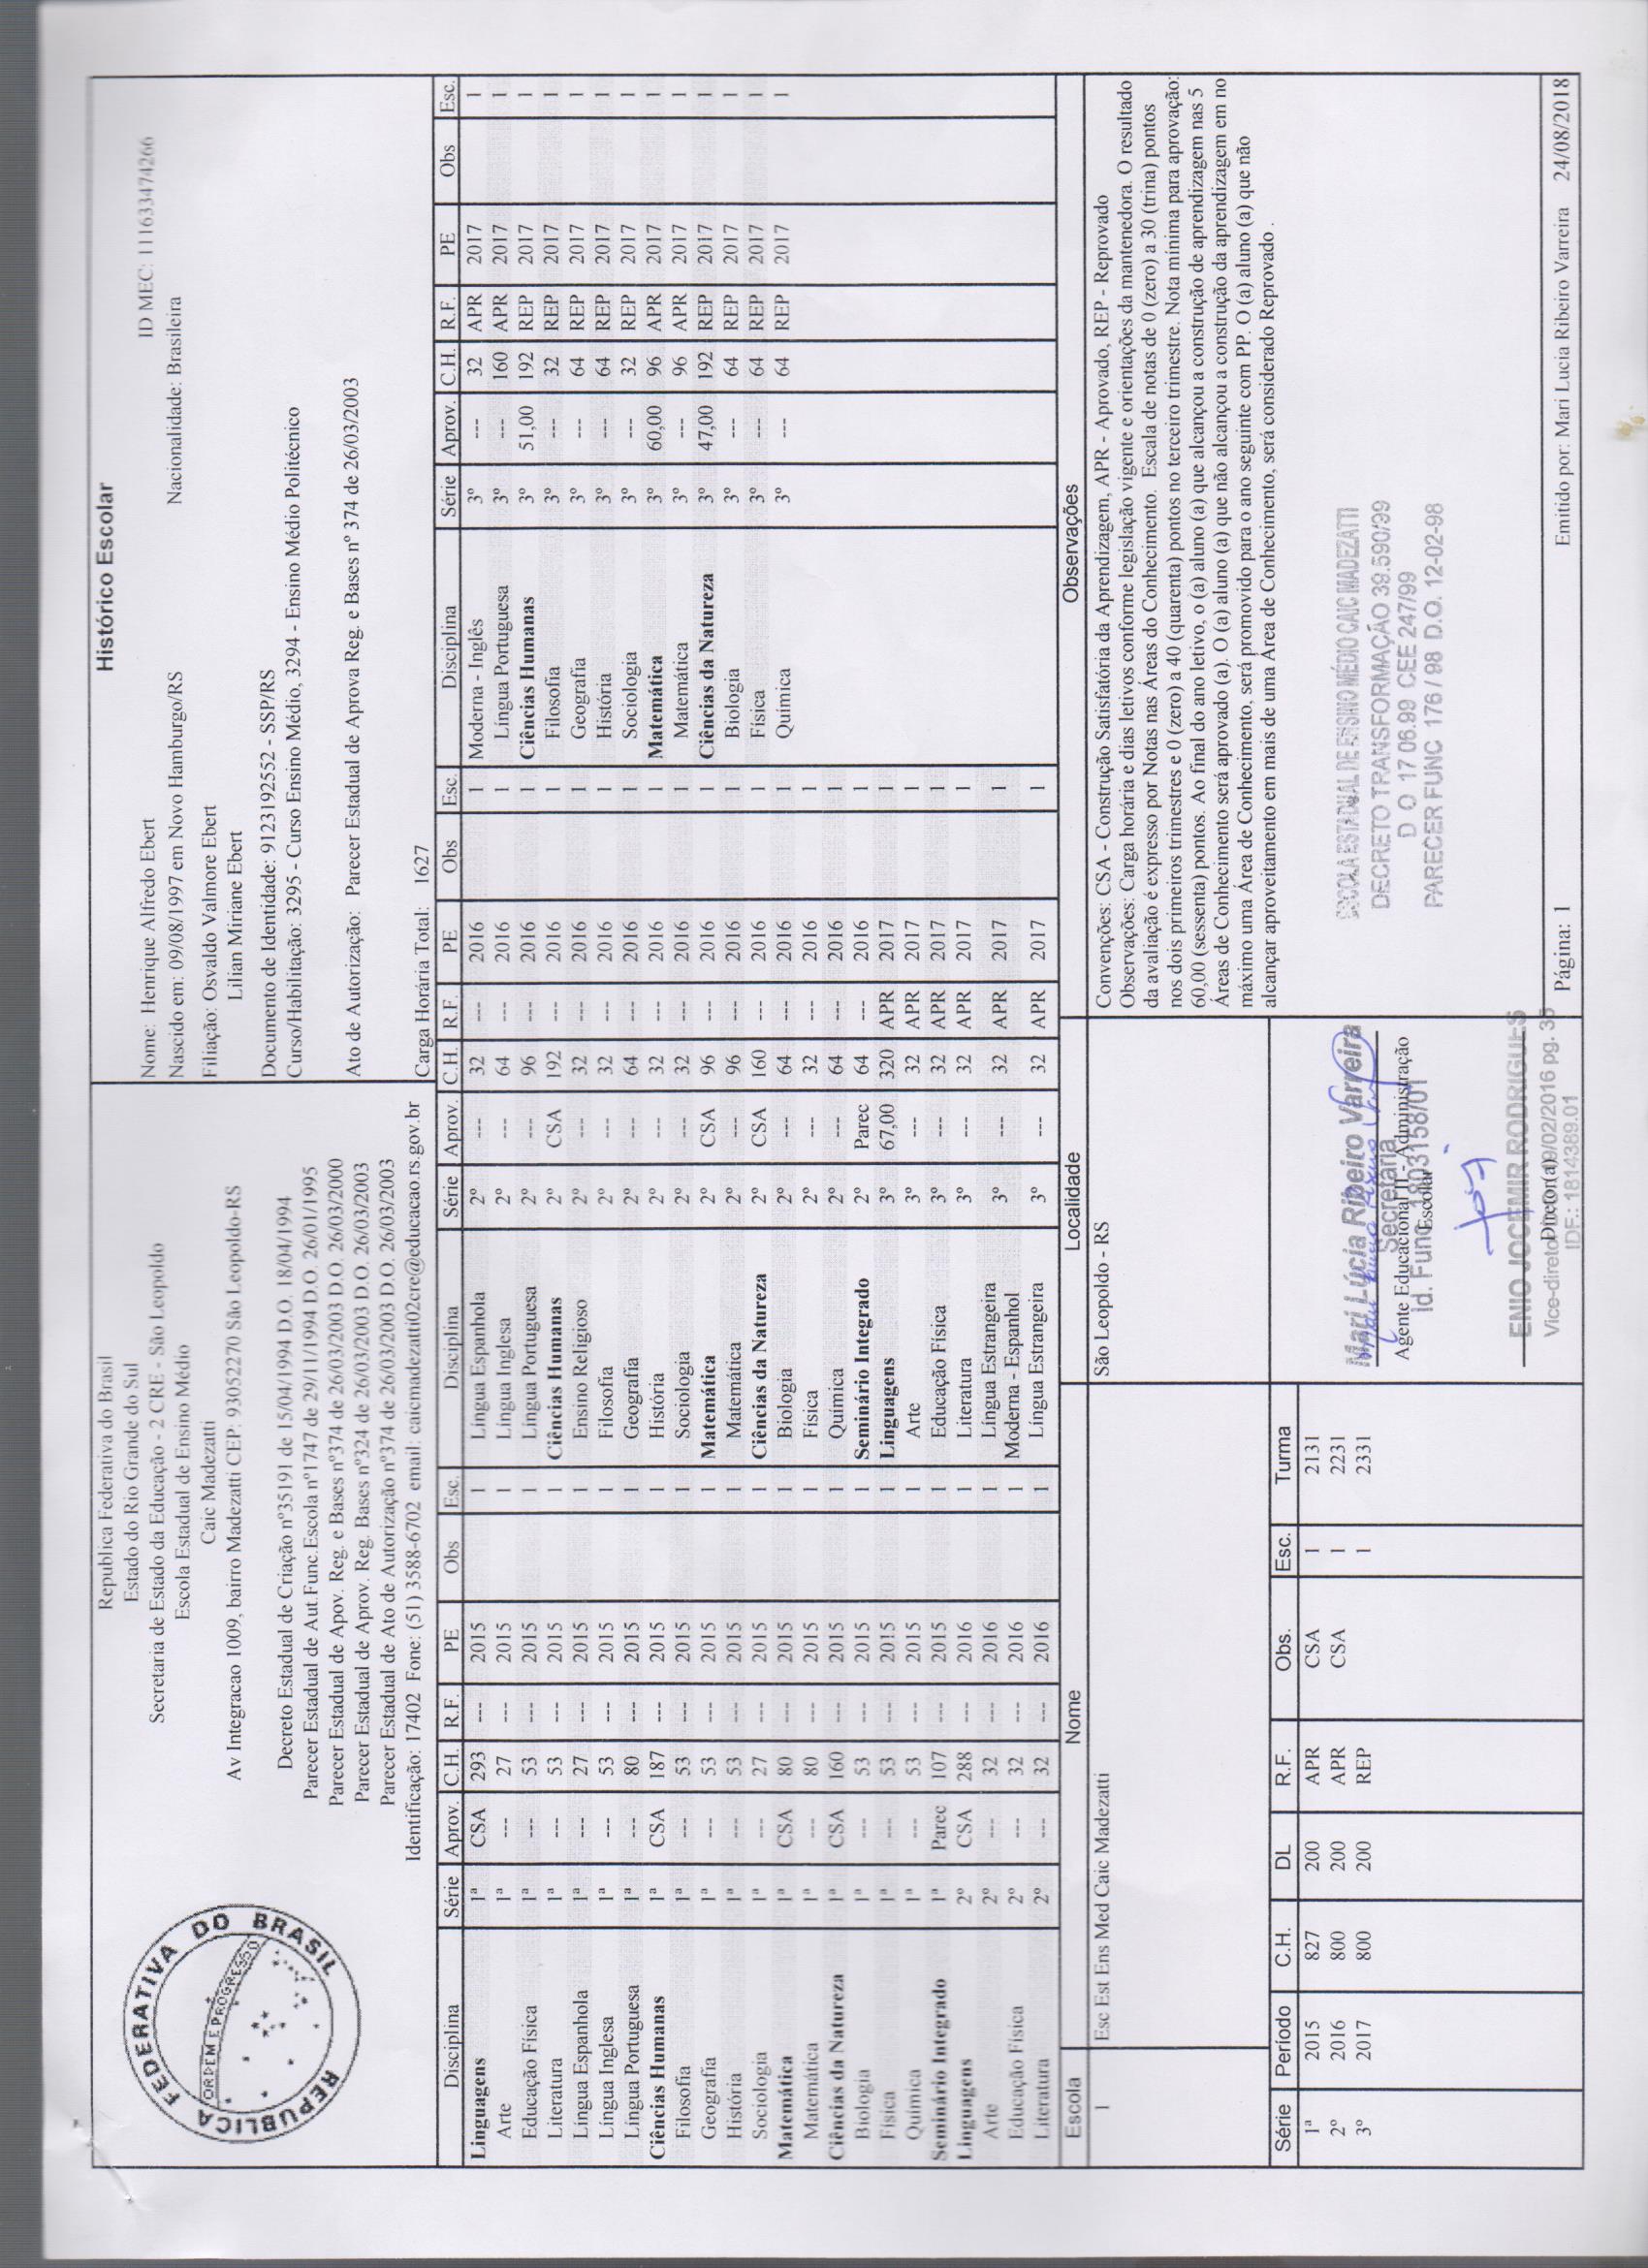 REPUBLICA FEDERATIVA DO BRASIL
ORDEM E PROGRESSO
Republica Federativa do Brasil
Estado do Rio Grande do Sul
Secretaria de Estado da Educação - 2 CRE - São Leopoldo
Escola Estadual de Ensino Médio
Caic Madezatti
Av Integracao 1009, bairro Madezatti CEP: 93052270 São Leopoldo-RS
Decreto Estadual de Criação nº35191 de 15/04/1994 D.O. 18/04/1994
Parecer Estadual de Aut.Func.Escola nº1747 de 29/11/1994 D.O. 26/01/1995
Parecer Estadual de Apov. Reg. e Bases nº374 de 26/03/2003 D.O. 26/03/2000
Parecer Estadual de Aprov. Reg. Bases nº324 de 26/03/2003 D.O. 26/03/2003
Parecer Estadual de Ato de Autorização nº374 de 26/03/2003 D.O. 26/03/2003
Identificação: 17402 Fone: (51) 3588-6702 email: caicmadezatti02cre@educacao.rs.gov.br
Histórico Escolar
Nome: Henrique Alfredo Ebert ID MEC: 111633474266
Nascido em: 09/08/1997 em Novo Hamburgo/RS Nacionalidade: Brasileira
Filiação: Osvaldo Valmore Ebert
Lilian Miriane Ebert
Documento de Identidade: 9123192552 - SSP/RS
Curso/Habilitação: 3295 - Curso Ensino Médio, 3294 - Ensino Médio Politécnico
Ato de Autorização: Parecer Estadual de Aprova Reg. e Bases nº 374 de 26/03/2003
Carga Horária Total: 1627
Disciplina Série Aprov. C.H. R.F. PE Obs Esc.
Linguagens 1ª CSA 293 --- 2015 1
Arte 1ª --- 27 --- 2015 1
Educação Física 1ª --- 53 --- 2015 1
Literatura 1ª --- 53 --- 2015 1
Língua Espanhola 1ª --- 27 --- 2015 1
Língua Inglesa 1ª --- 53 --- 2015 1
Língua Portuguesa 1ª --- 80 --- 2015 1
Ciências Humanas 1ª CSA 187 --- 2015 1
Filosofia 1ª --- 53 --- 2015 1
Geografia 1ª --- 53 --- 2015 1
História 1ª --- 53 --- 2015 1
Sociologia 1ª --- 27 --- 2015 1
Matemática 1ª CSA 80 --- 2015 1
Matemática 1ª --- 80 --- 2015 1
Ciências da Natureza 1ª CSA 160 --- 2015 1
Biologia 1ª --- 53 --- 2015 1
Física 1ª --- 53 --- 2015 1
Química 1ª --- 53 --- 2015 1
Seminário Integrado 1ª Parec 107 --- 2015 1
Linguagens 2º CSA 288 --- 2016 1
Arte 2º --- 32 --- 2016 1
Educação Física 2º --- 32 --- 2016 1
Literatura 2º --- 32 --- 2016 1
Disciplina Série Aprov. C.H. R.F. PE Obs Esc.
Língua Espanhola 2º --- 32 --- 2016 1
Língua Inglesa 2º --- 64 --- 2016 1
Língua Portuguesa 2º --- 96 --- 2016 1
Ciências Humanas 2º CSA 192 --- 2016 1
Ensino Religioso 2º --- 32 --- 2016 1
Filosofia 2º --- 32 --- 2016 1
Geografia 2º --- 64 --- 2016 1
História 2º --- 32 --- 2016 1
Sociologia 2º --- 32 --- 2016 1
Matemática 2º CSA 96 --- 2016 1
Matemática 2º --- 96 --- 2016 1
Ciências da Natureza 2º CSA 160 --- 2016 1
Biologia 2º --- 64 --- 2016 1
Física 2º --- 32 --- 2016 1
Química 2º --- 64 --- 2016 1
Seminário Integrado 2º Parec 64 --- 2016 1
Linguagens 3º 67,00 320 APR 2017 1
Arte 3º --- 32 APR 2017 1
Educação Física 3º --- 32 APR 2017 1
Literatura 3º --- 32 APR 2017 1
Língua Estrangeira
Moderna - Espanhol 3º --- 32 APR 2017 1
Língua Estrangeira 3º --- 32 APR 2017 1
Disciplina Série Aprov. C.H. R.F. PE Obs Esc.
Moderna - Inglês 3º --- 32 APR 2017 1
Língua Portuguesa 3º --- 160 APR 2017 1
Ciências Humanas 3º 51,00 192 REP 2017 1
Filosofia 3º --- 32 REP 2017 1
Geografia 3º --- 64 REP 2017 1
História 3º --- 64 REP 2017 1
Sociologia 3º --- 32 REP 2017 1
Matemática 3º 60,00 96 APR 2017 1
Matemática 3º --- 96 APR 2017 1
Ciências da Natureza 3º 47,00 192 REP 2017 1
Biologia 3º --- 64 REP 2017 1
Física 3º --- 64 REP 2017 1
Química 3º --- 64 REP 2017 1
Escola Nome Localidade
1 Esc Est Ens Med Caic Madezatti São Leopoldo - RS
Observações
Convenções: CSA - Construção Satisfatória da Aprendizagem, APR - Aprovado, REP - Reprovado
Observações: Carga horária e dias letivos conforme legislação vigente e orientações da mantenedora. O resultado
da avaliação é expresso por Notas nas Áreas do Conhecimento. Escala de notas de 0 (zero) a 30 (trina) pontos
nos dois primeiros trimestres e 0 (zero) a 40 (quarenta) pontos no terceiro trimestre. Nota mínima para aprovação:
60,00 (sessenta) pontos. Ao final do ano letivo, o (a) aluno (a) que alcançou a construção de aprendizagem nas 5
Áreas de Conhecimento será aprovado (a). O (a) aluno (a) que não alcançou a construção da aprendizagem em no
máximo uma Área de Conhecimento, será promovido para o ano seguinte com PP. O (a) aluno (a) que não
alcançar aproveitamento em mais de uma Área de Conhecimento, será considerado Reprovado .
Série Período C.H. DL R.F. Obs. Esc. Turma
1ª 2015 827 200 APR CSA 1 2131
2º 2016 800 200 APR CSA 1 2231
3º 2017 800 200 REP 1 2331
Mari Lúcia Ribeiro Varreira
Secretária
Agente Educacional II - Administração
Escolar
id. Func. 1803158/01
ENIO JOCEMIR RODRIGUES
Diretor(a)
Vice-diretor 19/02/2016 pg. 35
IDF.: 1814389.01
ESCOLA ESTADUAL DE ENSINO MÉDIO CAIC MADEZATTI
DECRETO TRANSFORMAÇÃO 39.590/99
D O 17 06.99 CEE 247/99
PARECER FUNC 176 / 98 D.O. 12-02-98
Página: 1 Emitido por: Mari Lucia Ribeiro Varreira 24/08/2018